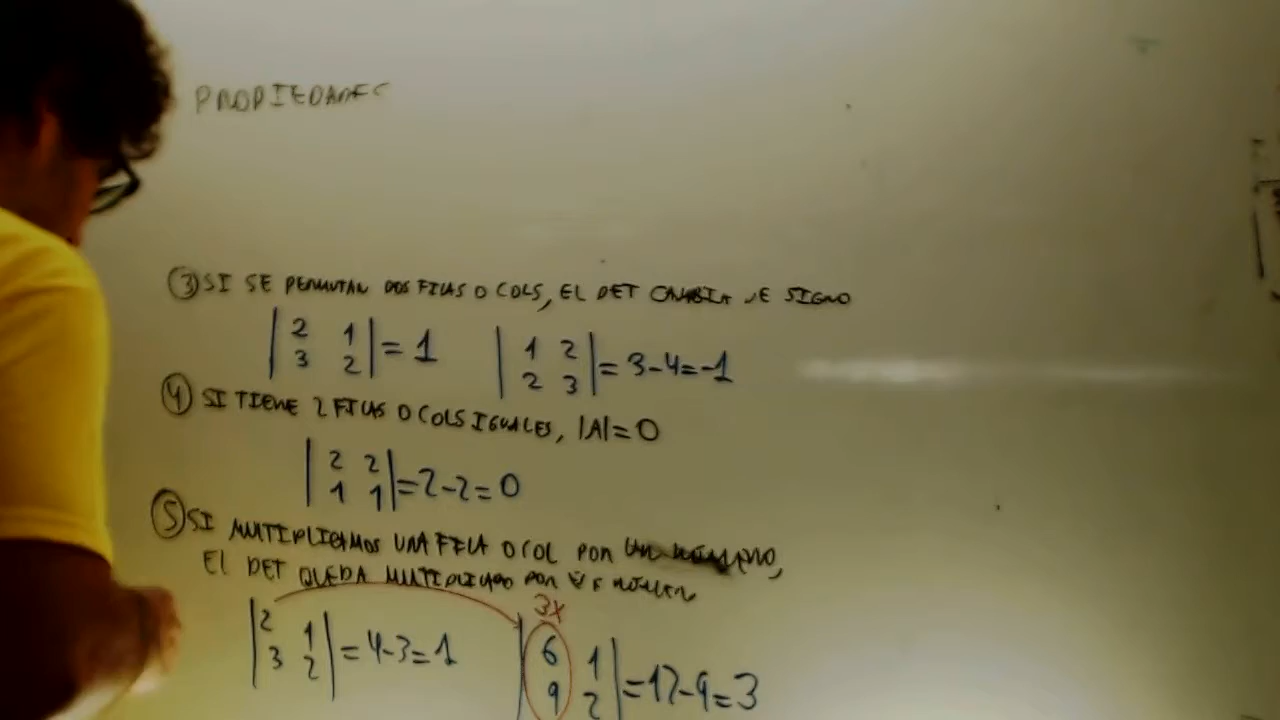 PROPIEDADES
③ SI SE PERMUTAN DOS FILAS O COLS, EL DET CAMBIA DE SIGNO
|2 1| = 1 |1 2| = 3-4=-1
|3 2| |2 3|
④ SI TIENE 2 FILAS O COLS IGUALES, |A|=0
|2 2| =2-2=0
|1 1|
⑤ SI MULTIPLICAMOS UNA FILA O COL POR UN NÚMERO,
EL DET QUEDA MULTIPLICADO POR ESE NÚMERO
3X
|2 1| =4-3=1 |6 1| =12-9=3
|3 2| |9 2|